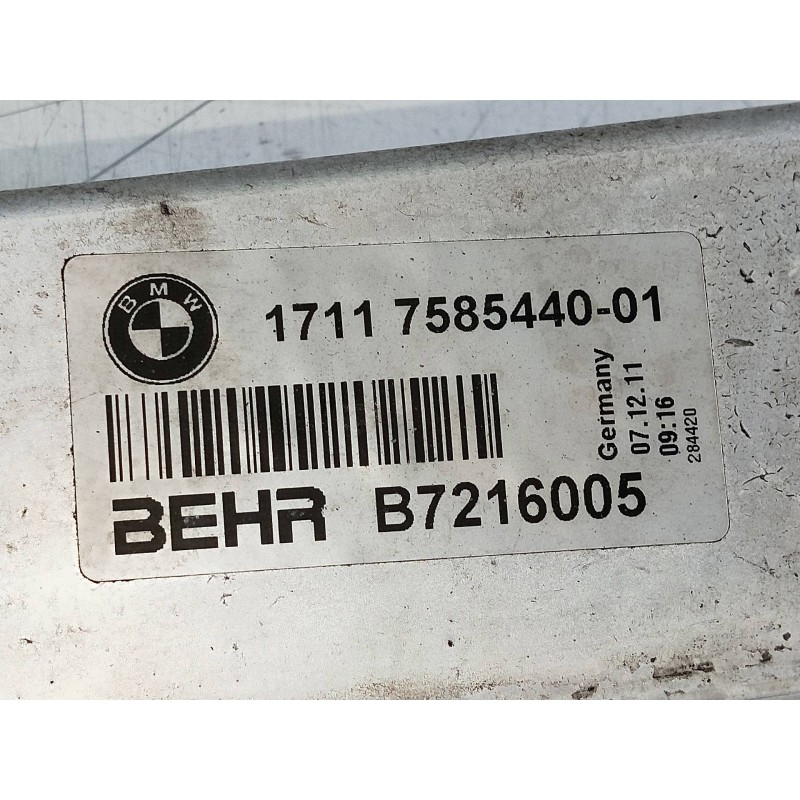 BMW
1711 7585440-01
Germany
07.12.11
09:16
284420
BEHR B7216005